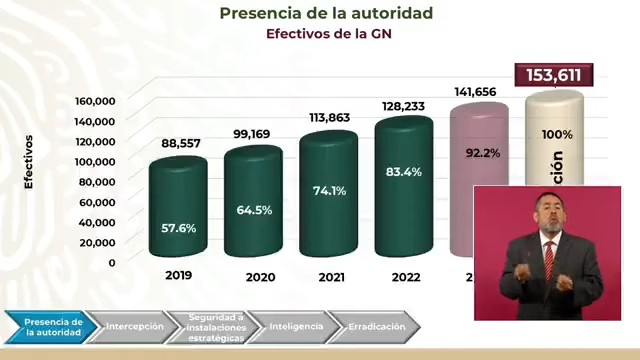 Presencia de la autoridad
Efectivos de la GN
153,611
141,656
128,233
113,863
99,169
88,557
160,000
140,000
120,000
100,000
80,000
60,000
40,000
20,000
0
Efectivos
57.6%
64.5%
74.1%
83.4%
92.2%
100%
2019
2020
2021
2022
Presencia de
la autoridad
Intercepción
Seguridad a
instalaciones
estratégicas
Inteligencia
Erradicación